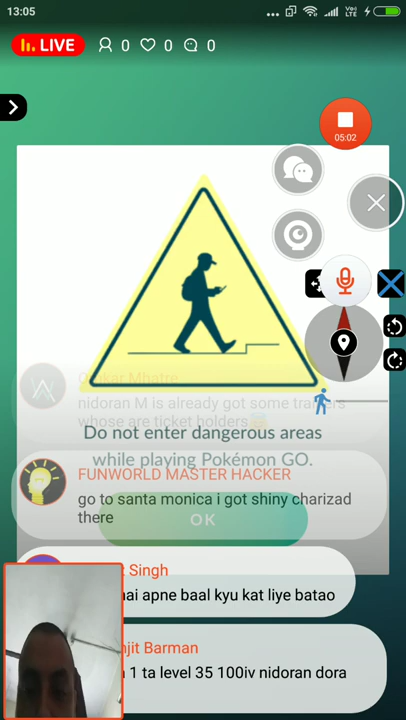 13:05
LIVE 0 0 0
05:02
Mhatre
nidoran M is already got some trainers
whose are ticket holders
Do not enter dangerous areas
while playing Pokémon GO.
FUNWORLD MASTER HACKER
go to santa monica i got shiny charizad
there
OK
Singh
hai apne baal kyu kat liye batao
njit Barman
1 ta level 35 100iv nidoran dora